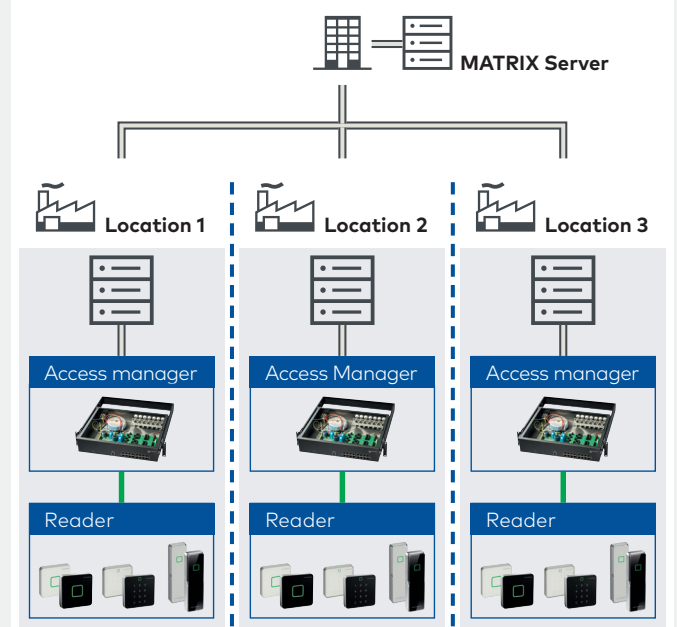 MATRIX Server
Location 1
Location 2
Location 3
Access manager
Access Manager
Access manager
Reader
Reader
Reader